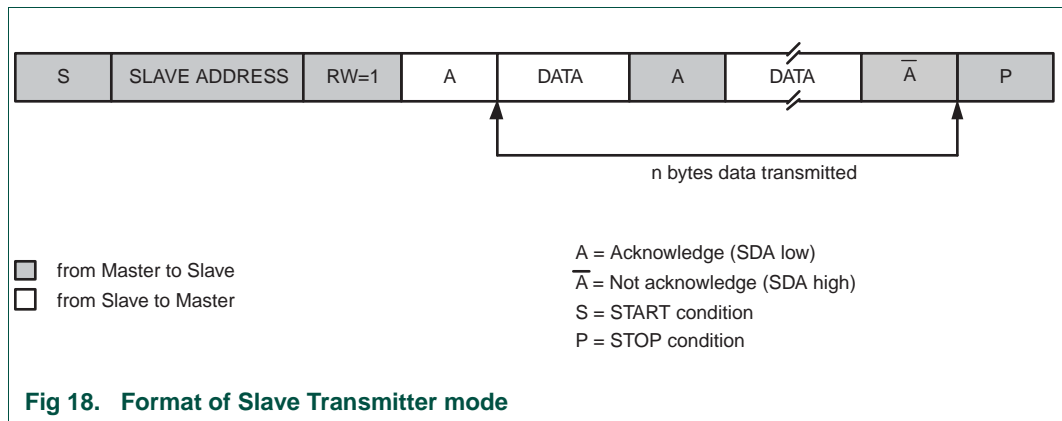 S SLAVE ADDRESS RW=1 A DATA A DATA A̅ P
n bytes data transmitted
from Master to Slave
from Slave to Master
A = Acknowledge (SDA low)
A̅ = Not acknowledge (SDA high)
S = START condition
P = STOP condition
Fig 18. Format of Slave Transmitter mode